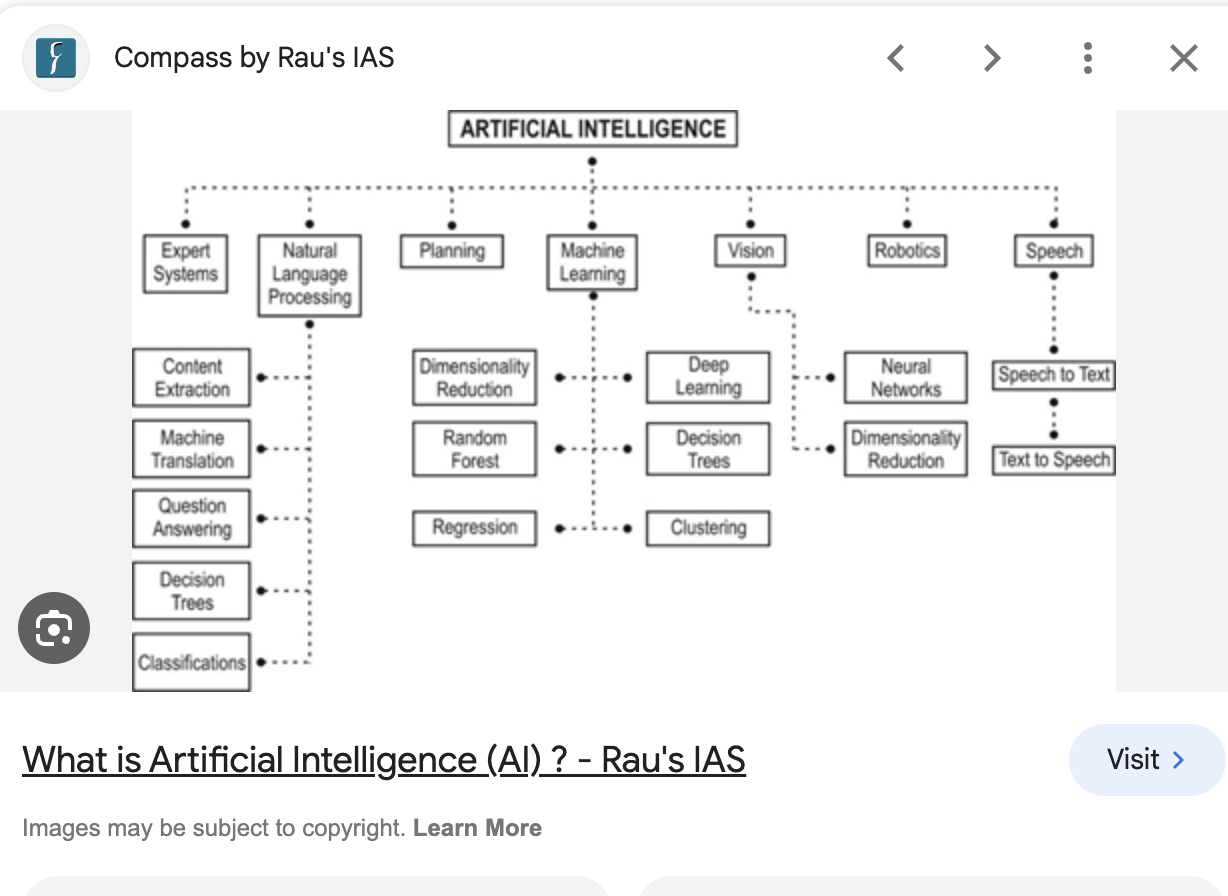 Compass by Rau's IAS
ARTIFICIAL INTELLIGENCE
Expert
Systems
Natural
Language
Processing
Planning
Machine
Learning
Vision
Robotics
Speech
Content
Extraction
Machine
Translation
Question
Answering
Decision
Trees
Classifications
Dimensionality
Reduction
Random
Forest
Regression
Deep
Learning
Decision
Trees
Clustering
Neural
Networks
Dimensionality
Reduction
Speech to Text
Text to Speech
What is Artificial Intelligence (AI) ? - Rau's IAS
Visit
Images may be subject to copyright. Learn More